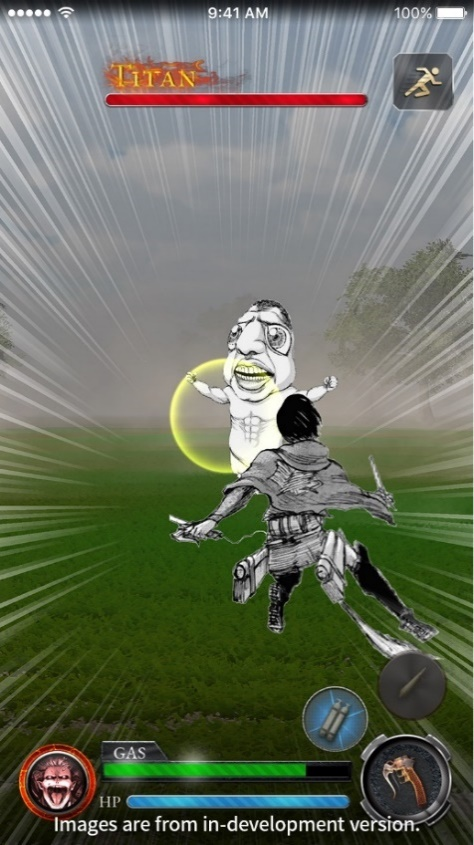 9:41 AM 100%
TITAN
GAS
HP
Images are from in-development version.